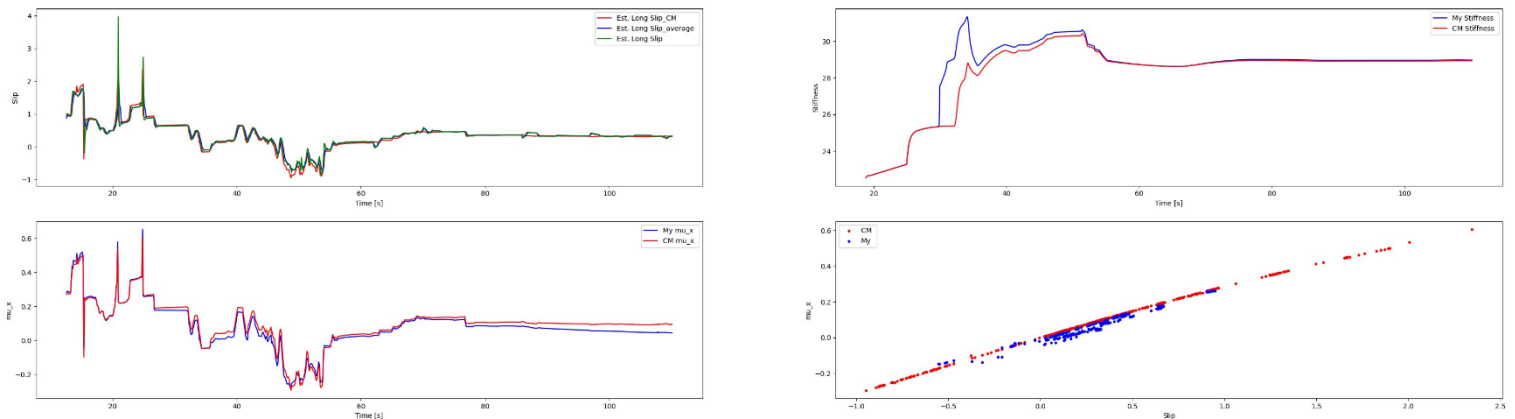 Est. Long Slip_CM
Est. Long Slip_average
Est. Long Slip
Slip
4
3
2
1
0
−1
20
40
60
80
100
Time [s]
My Stiffness
CM Stiffness
Stiffness
30
28
26
24
20
40
60
80
100
Time [s]
My mu_x
CM mu_x
mu_x
0.6
0.4
0.2
0.0
−0.2
20
40
60
80
100
Time [s]
CM
My
mu_x
0.6
0.4
0.2
0.0
−0.2
−1.0
−0.5
0.0
0.5
1.0
1.5
2.0
2.5
Slip